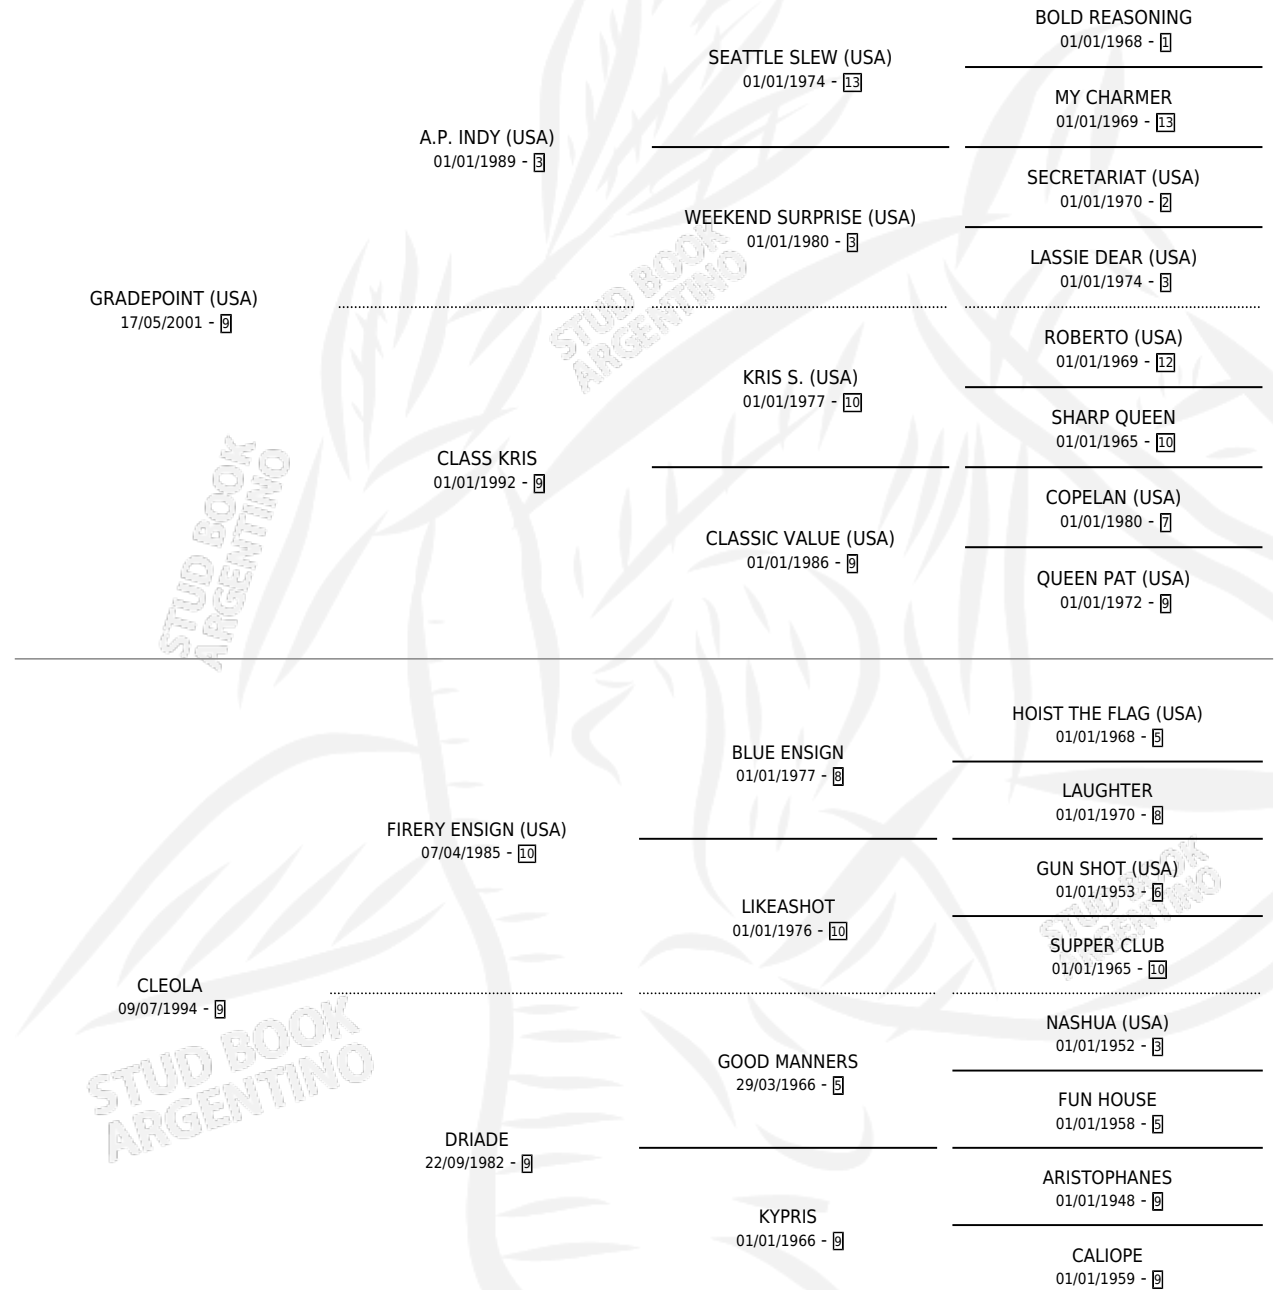 BOLD REASONING
01/01/1968 - 1
SEATTLE SLEW (USA)
01/01/1974 - 13
MY CHARMER
01/01/1969 - 13
A.P. INDY (USA)
01/01/1989 - 3
SECRETARIAT (USA)
01/01/1970 - 2
WEEKEND SURPRISE (USA)
01/01/1980 - 3
LASSIE DEAR (USA)
01/01/1974 - 3
GRADEPOINT (USA)
17/05/2001 - 9
ROBERTO (USA)
01/01/1969 - 12
KRIS S. (USA)
01/01/1977 - 10
SHARP QUEEN
01/01/1965 - 10
CLASS KRIS
01/01/1992 - 9
COPELAN (USA)
01/01/1980 - 7
CLASSIC VALUE (USA)
01/01/1986 - 9
QUEEN PAT (USA)
01/01/1972 - 9
HOIST THE FLAG (USA)
01/01/1968 - 5
BLUE ENSIGN
01/01/1977 - 8
LAUGHTER
01/01/1970 - 8
FIRERY ENSIGN (USA)
07/04/1985 - 10
GUN SHOT (USA)
01/01/1953 - 6
LIKEASHOT
01/01/1976 - 10
SUPPER CLUB
01/01/1965 - 10
CLEOLA
09/07/1994 - 9
NASHUA (USA)
01/01/1952 - 3
GOOD MANNERS
29/03/1966 - 5
FUN HOUSE
01/01/1958 - 5
DRIADE
22/09/1982 - 9
ARISTOPHANES
01/01/1948 - 9
KYPRIS
01/01/1966 - 9
CALIOPE
01/01/1959 - 9
STUD BOOK
ARGENTINO
STUD BOOK
ARGENTINO
STUD BOOK
ARGENTINO
STUD BOOK
ARGENTINO